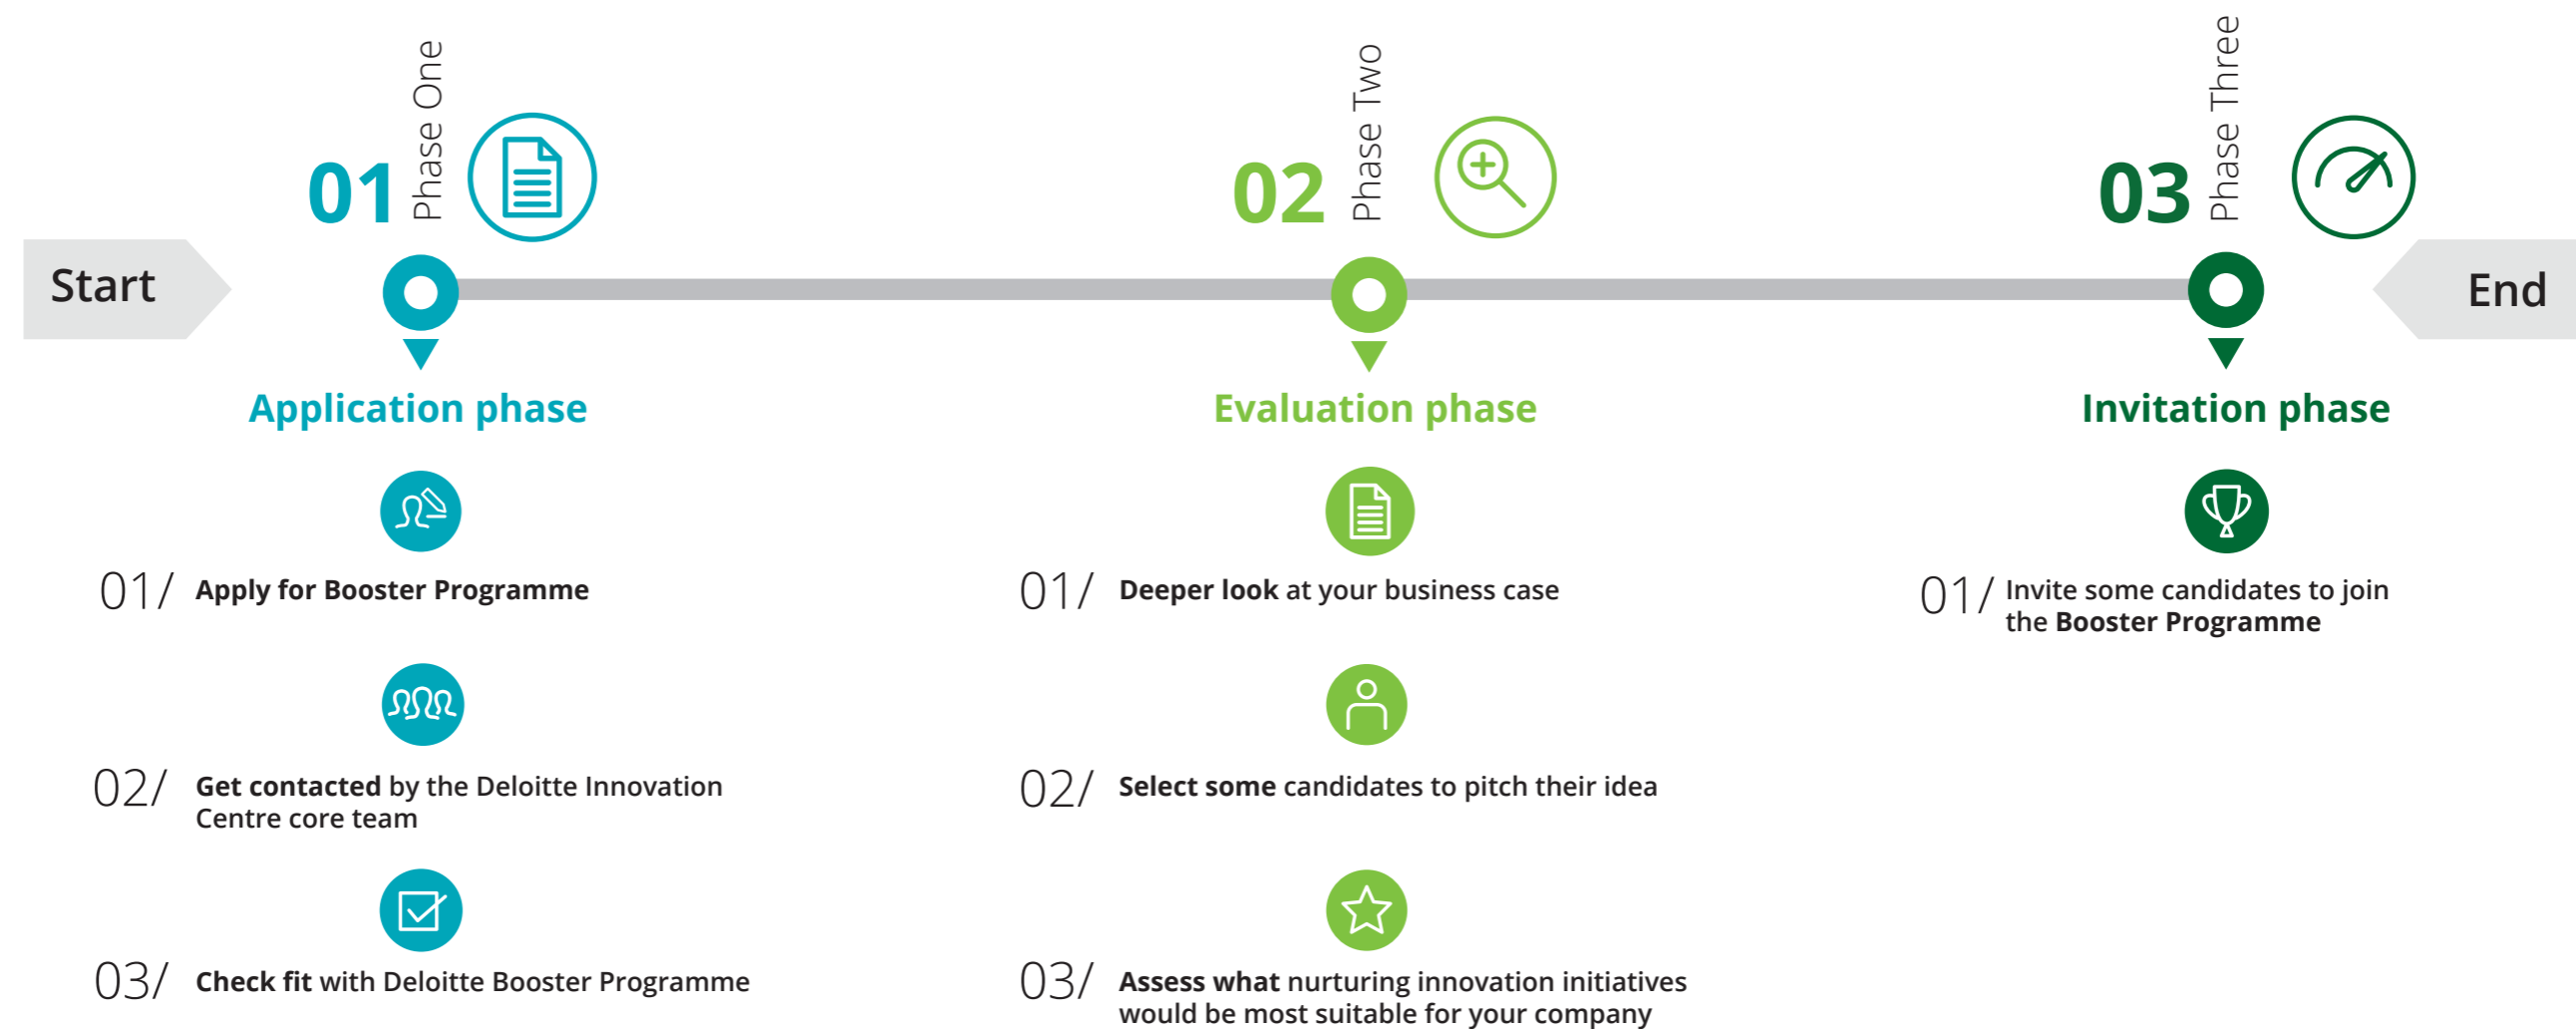 Start
01
Phase One
Application phase
01/ Apply for Booster Programme
02/ Get contacted by the Deloitte Innovation
Centre core team
03/ Check fit with Deloitte Booster Programme
02
Phase Two
Evaluation phase
01/ Deeper look at your business case
02/ Select some candidates to pitch their idea
03/ Assess what nurturing innovation initiatives
would be most suitable for your company
03
Phase Three
Invitation phase
01/ Invite some candidates to join
the Booster Programme
End